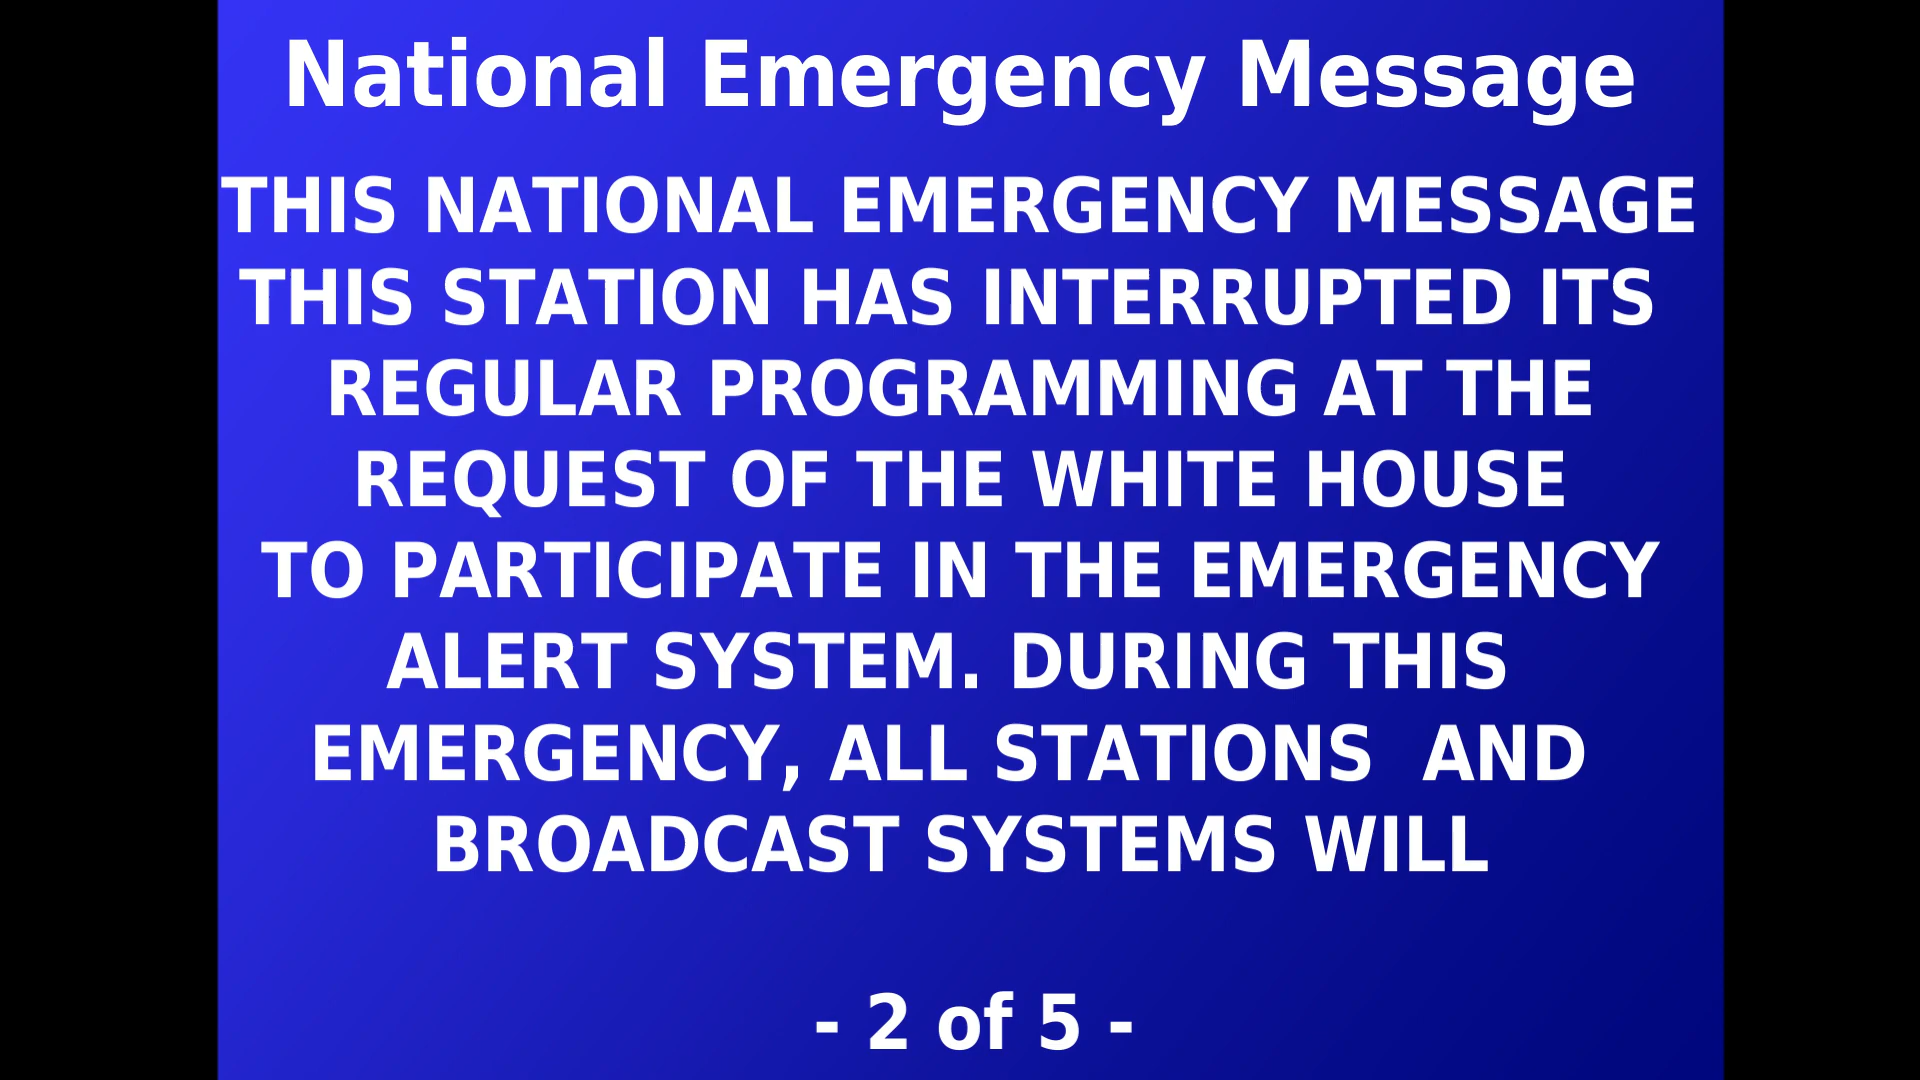 National Emergency Message
THIS NATIONAL EMERGENCY MESSAGE
THIS STATION HAS INTERRUPTED ITS
REGULAR PROGRAMMING AT THE
REQUEST OF THE WHITE HOUSE
TO PARTICIPATE IN THE EMERGENCY
ALERT SYSTEM. DURING THIS
EMERGENCY, ALL STATIONS  AND
BROADCAST SYSTEMS WILL
- 2 of 5 -